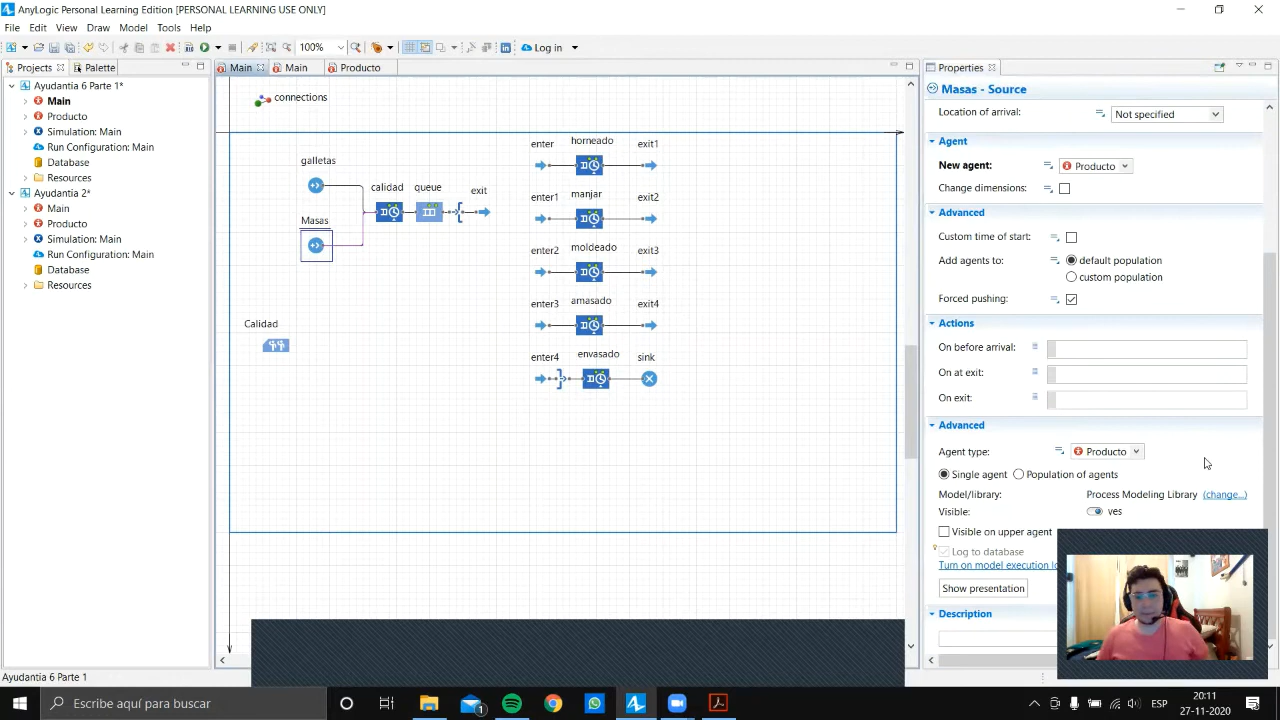 AnyLogic Personal Learning Edition [PERSONAL LEARNING USE ONLY]
File Edit View Draw Model Tools Help
100% Log in
Projects Palette
Ayudantia 6 Parte 1*
Main
Producto
Simulation: Main
Run Configuration: Main
Database
Resources
Ayudantia 2*
Main
Producto
Simulation: Main
Run Configuration: Main
Database
Resources
Main Main Producto
connections
galletas
Masas
calidad queue exit
Calidad
enter horneado exit1
enter1 manjar exit2
enter2 moldeado exit3
enter3 amasado exit4
enter4 envasado sink
Properties
Masas - Source
Location of arrival: Not specified
Agent
New agent: Producto
Change dimensions:
Advanced
Custom time of start:
Add agents to: default population
custom population
Forced pushing:
Actions
On before arrival:
On at exit:
On exit:
Advanced
Agent type: Producto
Single agent Population of agents
Model/library: Process Modeling Library (change...)
Visible: yes
Visible on upper agent
Log to database
Turn on model execution lo
Show presentation
Description
Ayudantia 6 Parte 1
Escribe aquí para buscar
1
ESP
20:11
27-11-2020